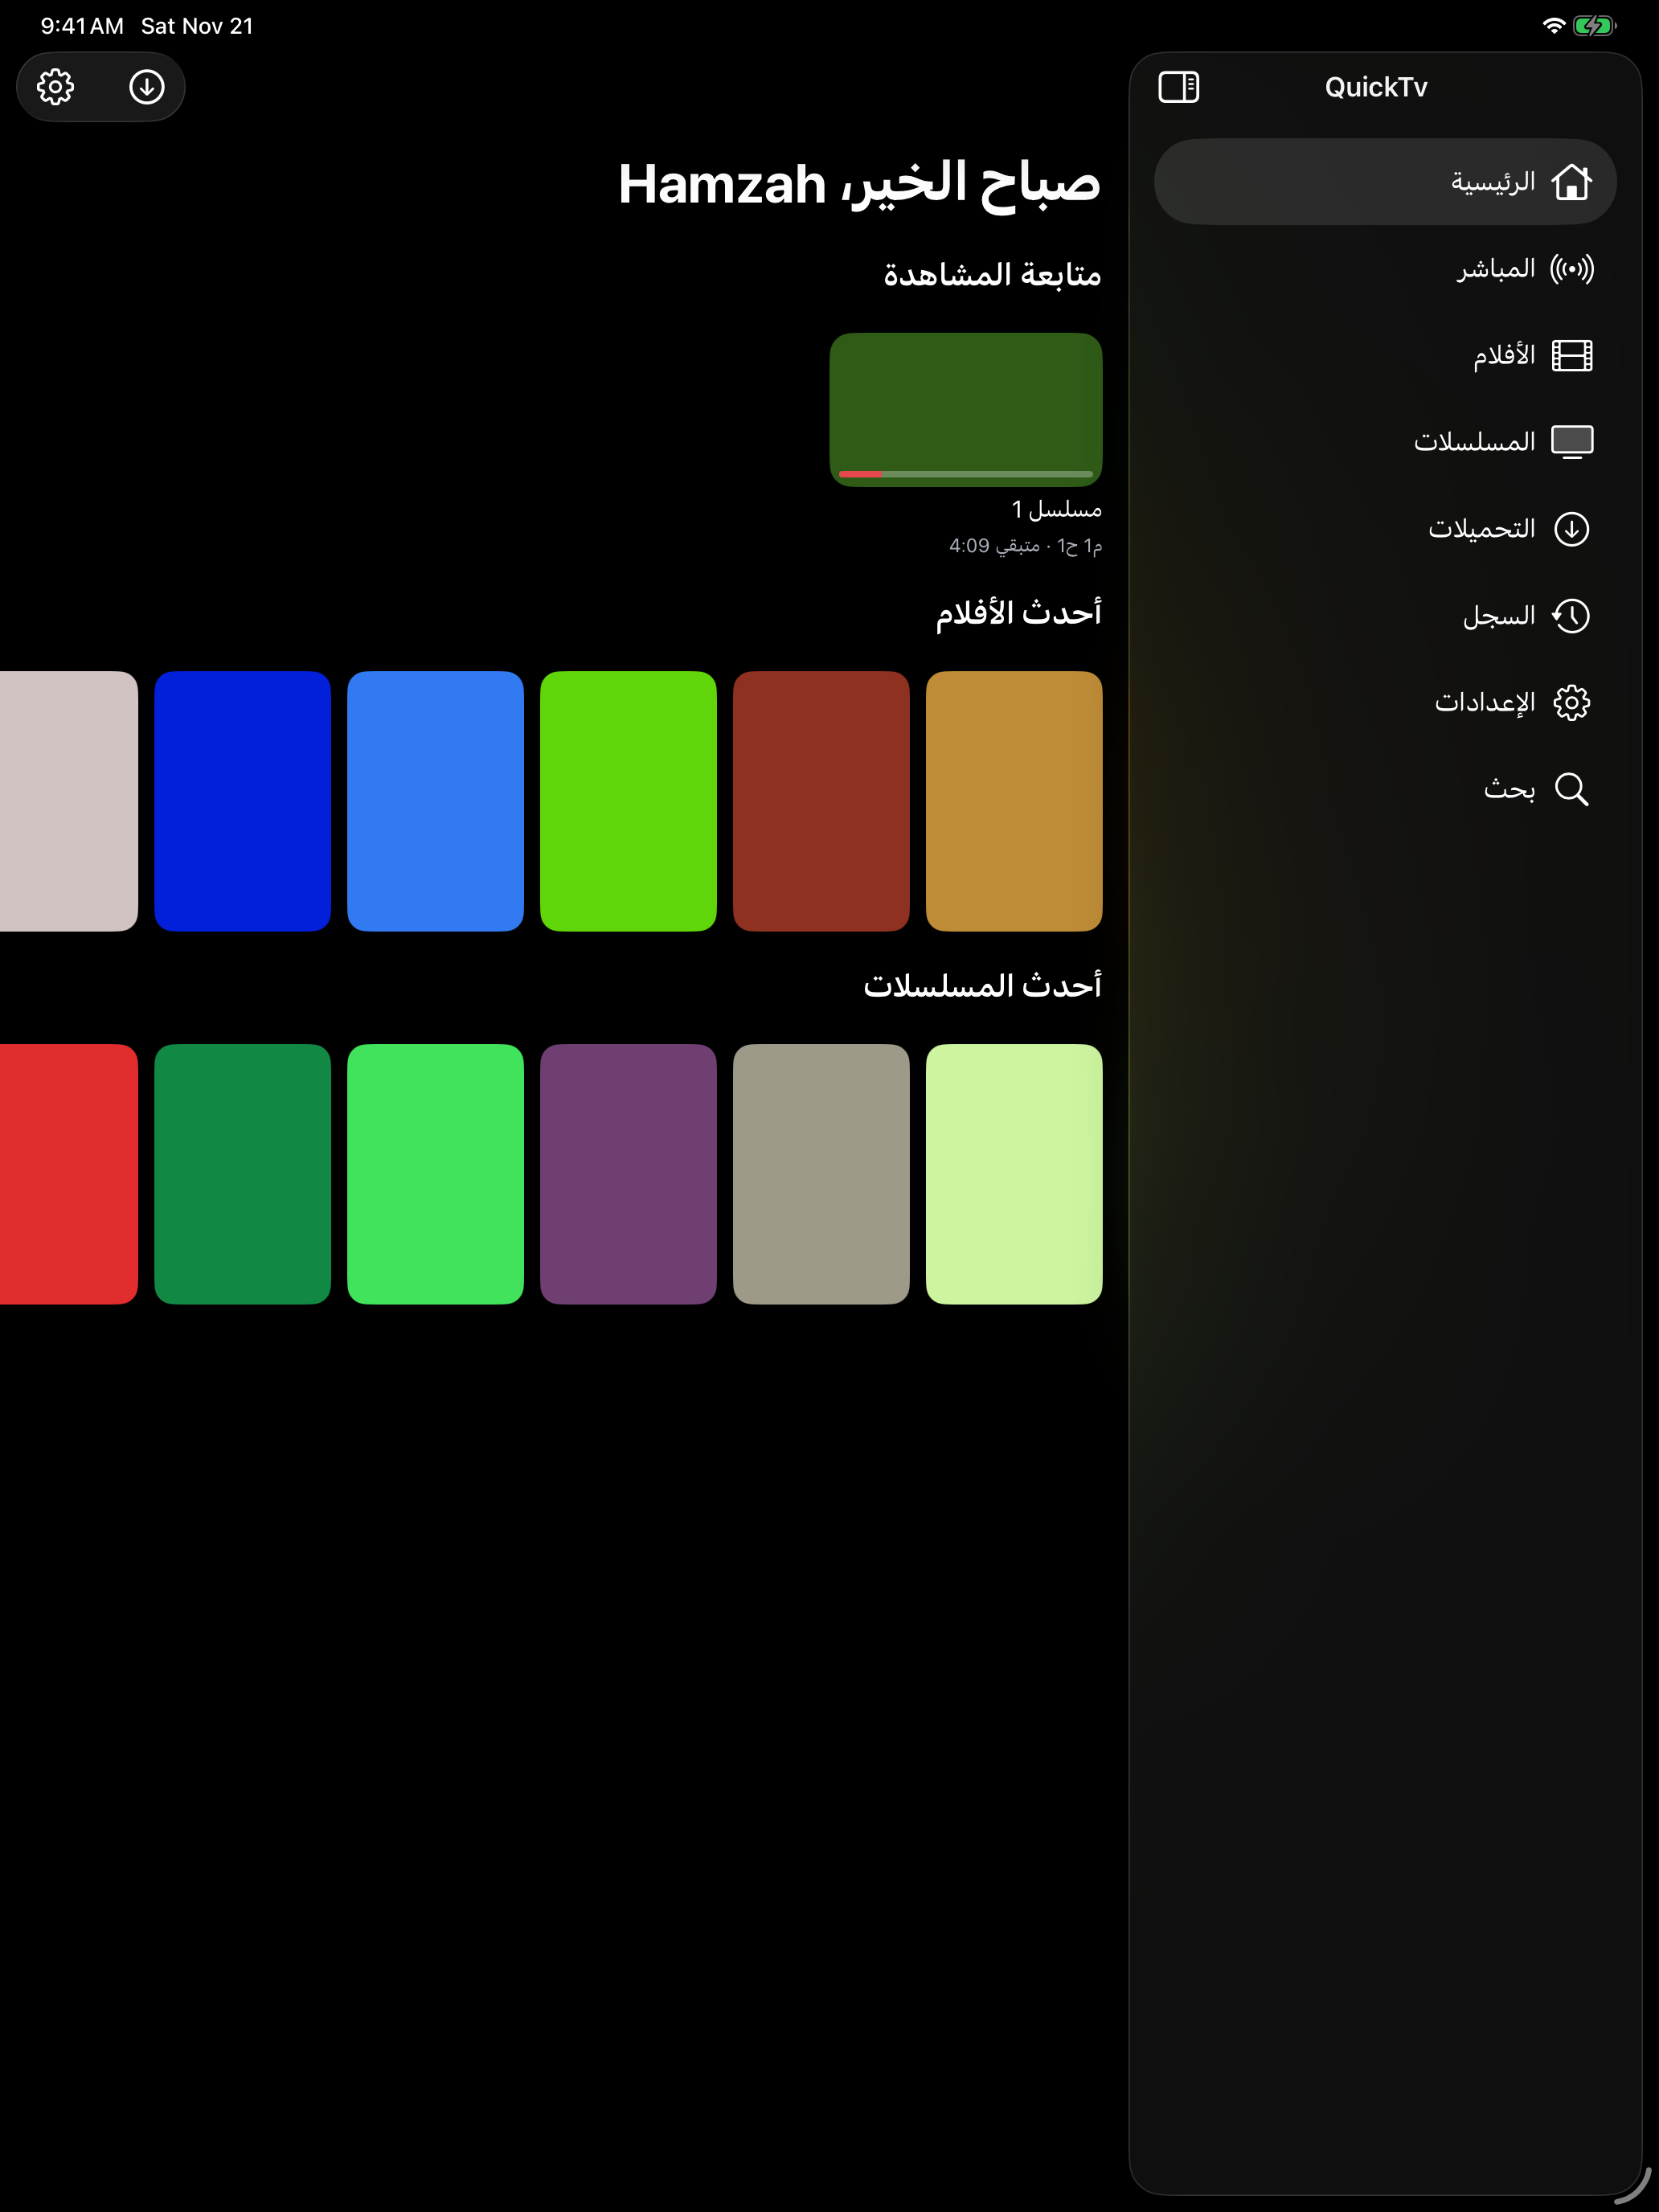 9:41 AM Sat Nov 21
QuickTv
الرئيسية
المباشر
الأفلام
المسلسلات
التحميلات
السجل
الإعدادات
بحث
صباح الخير، Hamzah
متابعة المشاهدة
مسلسل 1
م1 ح1 · متبقي 4:09
أحدث الأفلام
أحدث المسلسلات